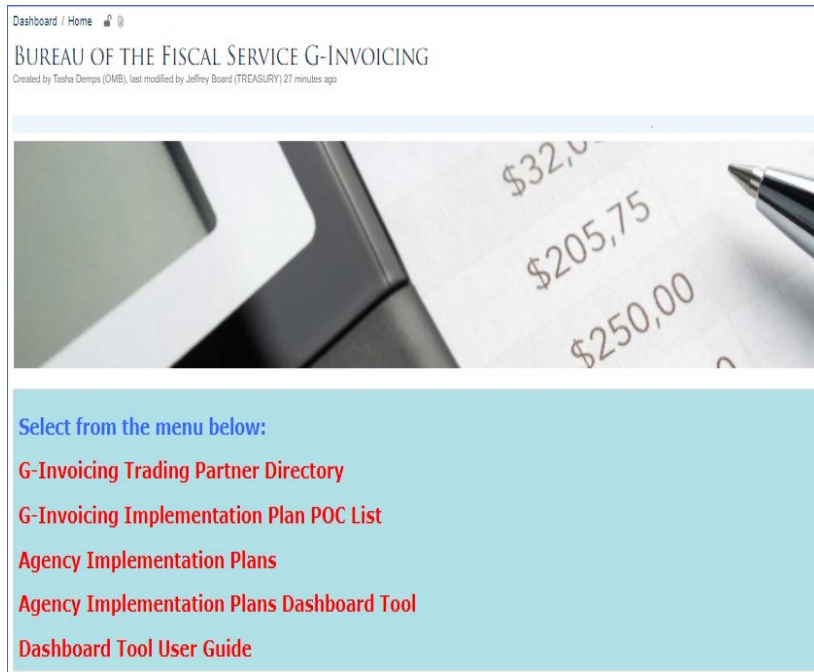 Dashboard / Home
BUREAU OF THE FISCAL SERVICE G-INVOICING
Created by Tasha Demps (OMB), last modified by Jeffrey Board (TREASURY) 27 minutes ago
$32,0
$205,75
$250,00
Select from the menu below:
G-Invoicing Trading Partner Directory
G-Invoicing Implementation Plan POC List
Agency Implementation Plans
Agency Implementation Plans Dashboard Tool
Dashboard Tool User Guide